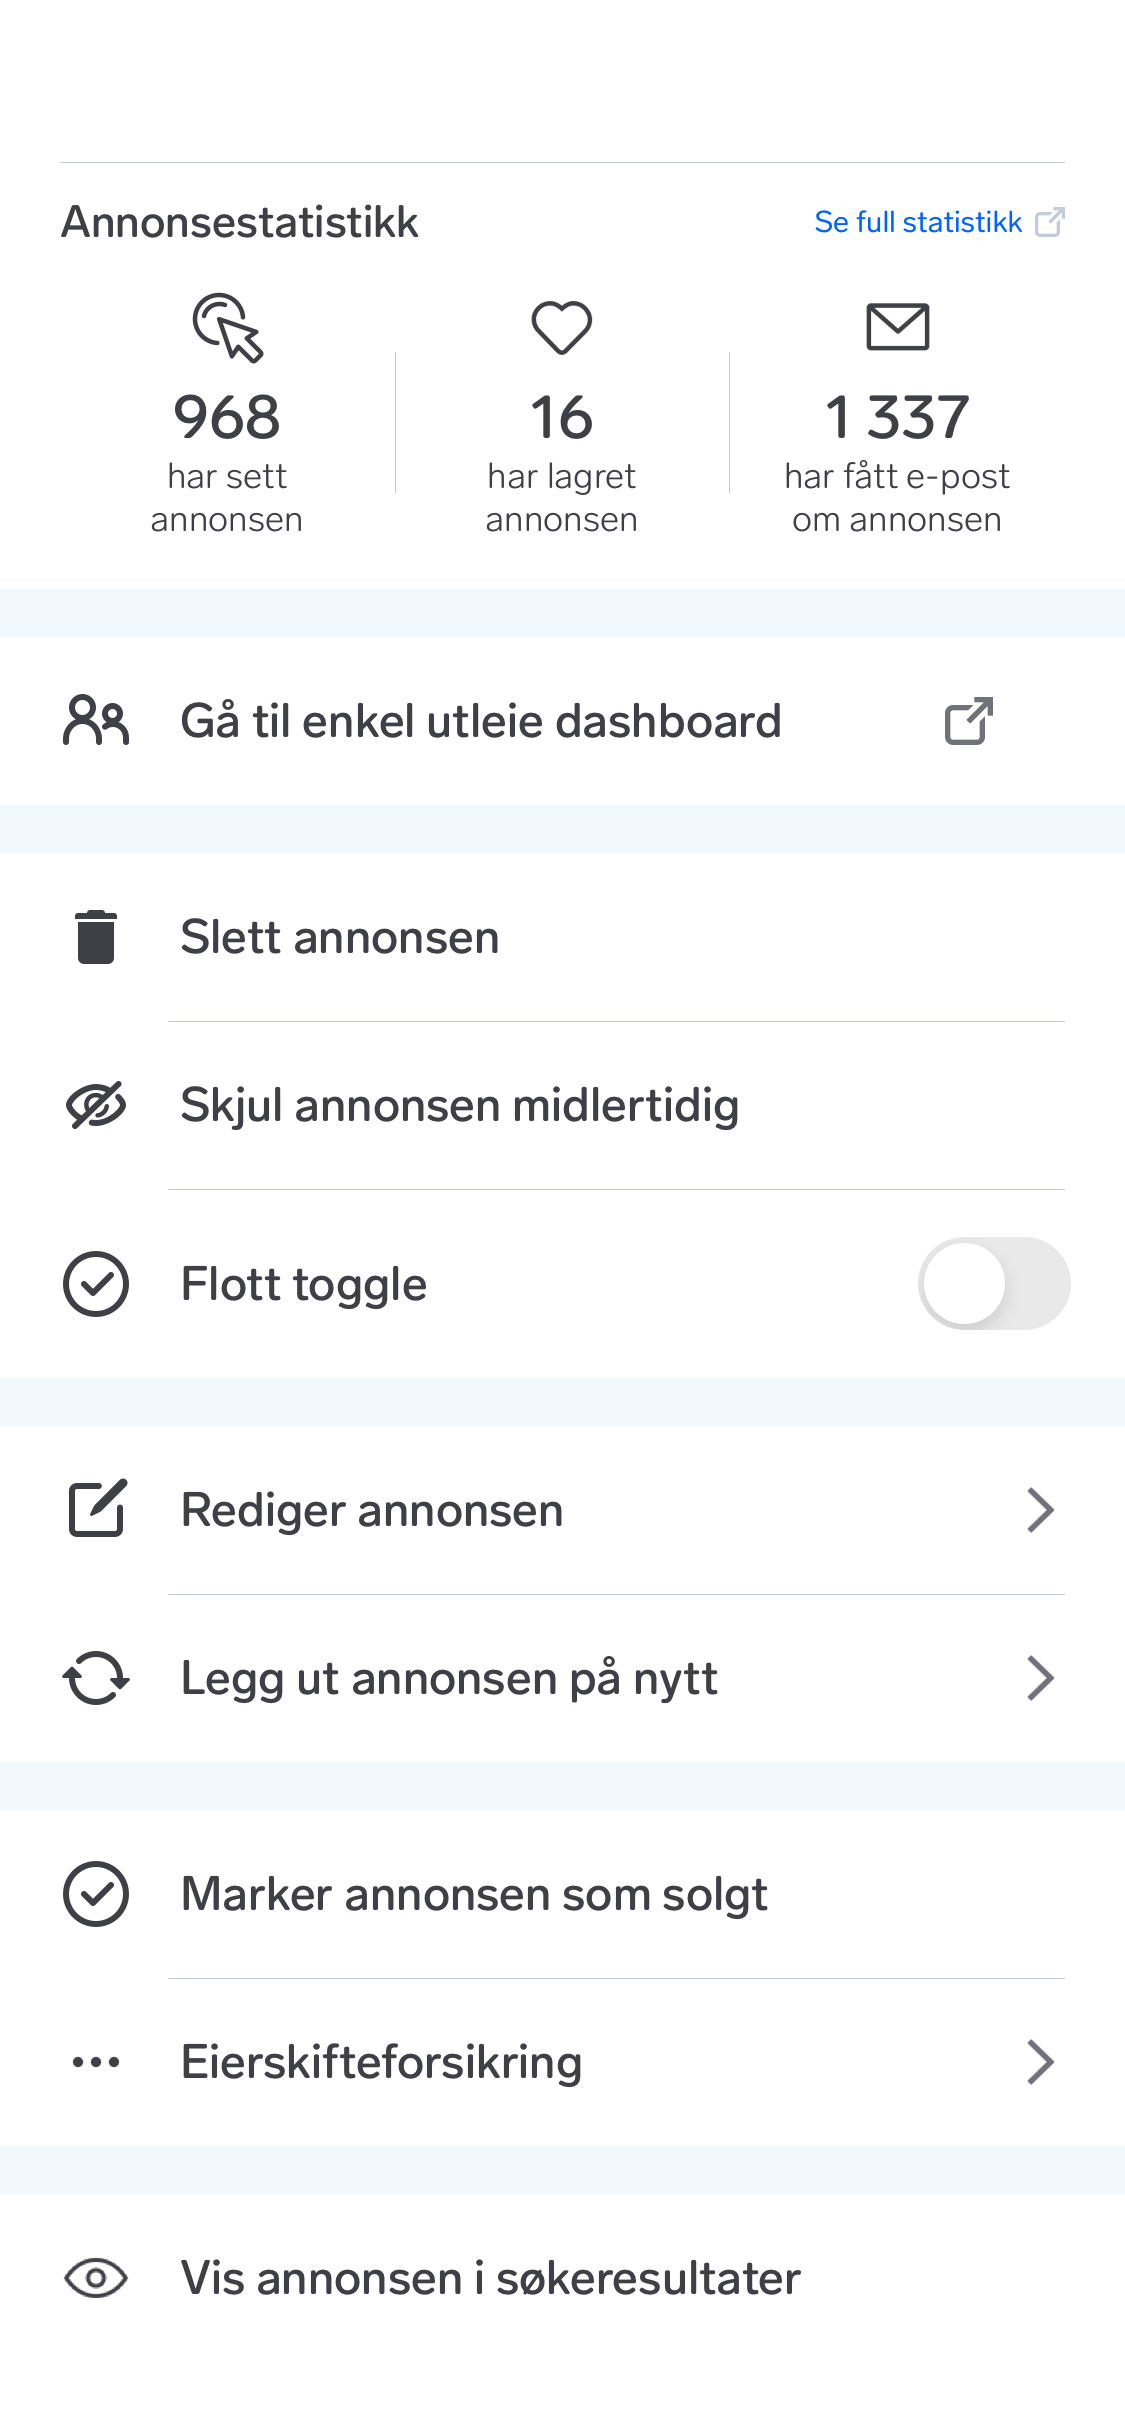 Annonsestatistikk
Se full statistikk
968
har sett
annonsen
16
har lagret
annonsen
1 337
har fått e-post
om annonsen
Gå til enkel utleie dashboard
Slett annonsen
Skjul annonsen midlertidig
Flott toggle
Rediger annonsen
Legg ut annonsen på nytt
Marker annonsen som solgt
Eierskifteforsikring
Vis annonsen i søkeresultater